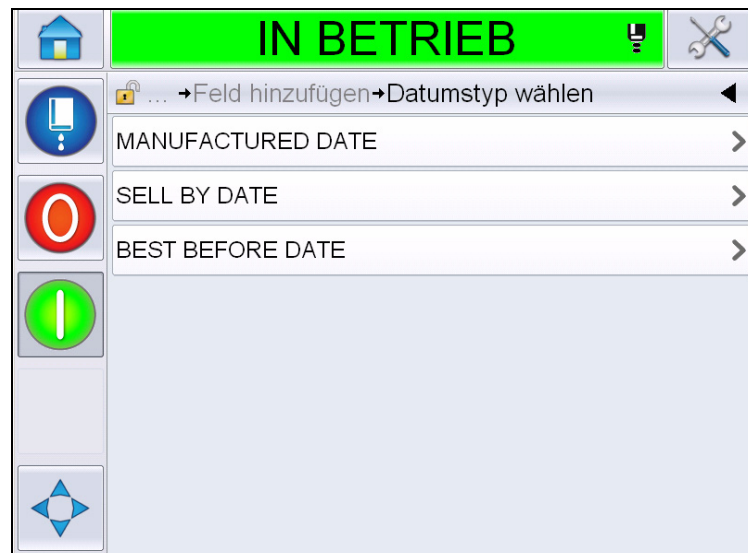 IN BETRIEB
... →Feld hinzufügen→Datumstyp wählen
MANUFACTURED DATE
SELL BY DATE
BEST BEFORE DATE